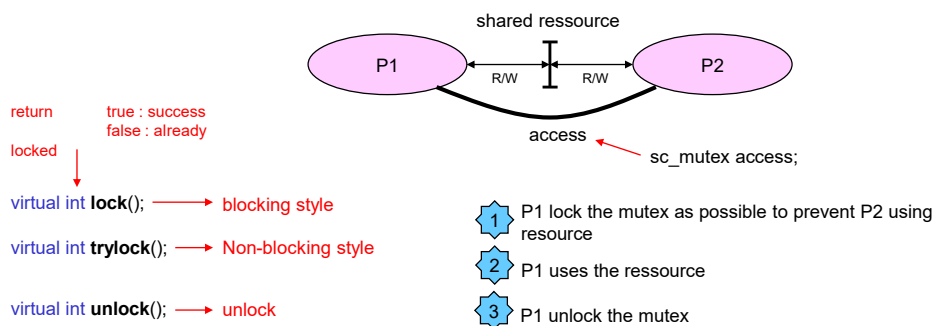 shared ressource
P1
P2
R/W
R/W
access
sc_mutex access;
return true : success
false : already
locked
virtual int lock();
blocking style
virtual int trylock();
Non-blocking style
virtual int unlock();
unlock
1
P1 lock the mutex as possible to prevent P2 using
resource
2
P1 uses the ressource
3
P1 unlock the mutex